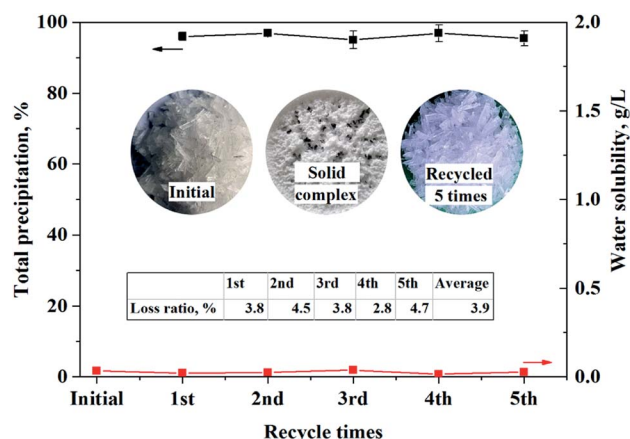 Total precipitation, %
100
80
60
40
20
0
Water solubility, g/L
2.0
1.5
1.0
0.5
0.0
Initial
Solid
complex
Recycled
5 times
1st 2nd 3rd 4th 5th Average
Loss ratio, % 3.8 4.5 3.8 2.8 4.7 3.9
Initial 1st 2nd 3rd 4th 5th
Recycle times